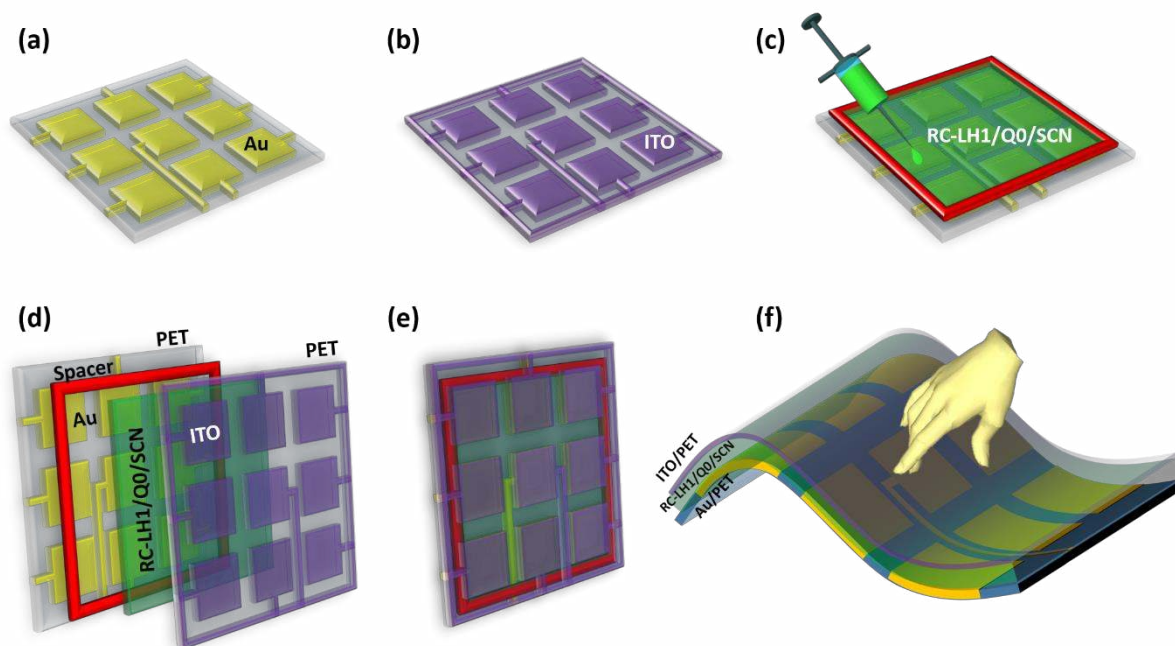 (a)
Au
(b)
ITO
(c)
RC-LH1/Q0/SCN
(d)
PET
Spacer
PET
Au
ITO
RC-LH1/Q0/SCN
(e)
(f)
ITO/PET
RC-LH1/Q0/SCN
Au/PET